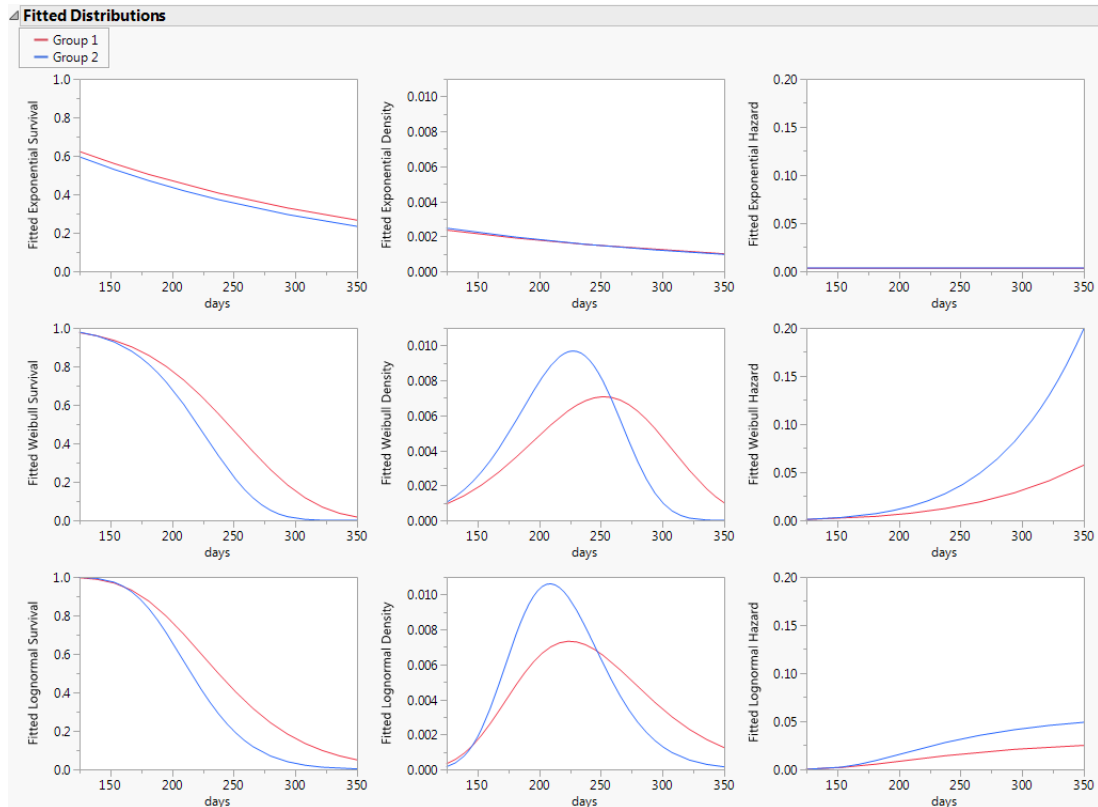 Fitted Distributions
Group 1
Group 2
Fitted Exponential Survival
1.0
0.8
0.6
0.4
0.2
0.0
150 200 250 300 350
days
Fitted Exponential Density
0.010
0.008
0.006
0.004
0.002
0.000
150 200 250 300 350
days
Fitted Exponential Hazard
0.20
0.15
0.10
0.05
0.00
150 200 250 300 350
days
Fitted Weibull Survival
1.0
0.8
0.6
0.4
0.2
0.0
150 200 250 300 350
days
Fitted Weibull Density
0.010
0.008
0.006
0.004
0.002
0.000
150 200 250 300 350
days
Fitted Weibull Hazard
0.20
0.15
0.10
0.05
0.00
150 200 250 300 350
days
Fitted Lognormal Survival
1.0
0.8
0.6
0.4
0.2
0.0
150 200 250 300 350
days
Fitted Lognormal Density
0.010
0.008
0.006
0.004
0.002
0.000
150 200 250 300 350
days
Fitted Lognormal Hazard
0.20
0.15
0.10
0.05
0.00
150 200 250 300 350
days